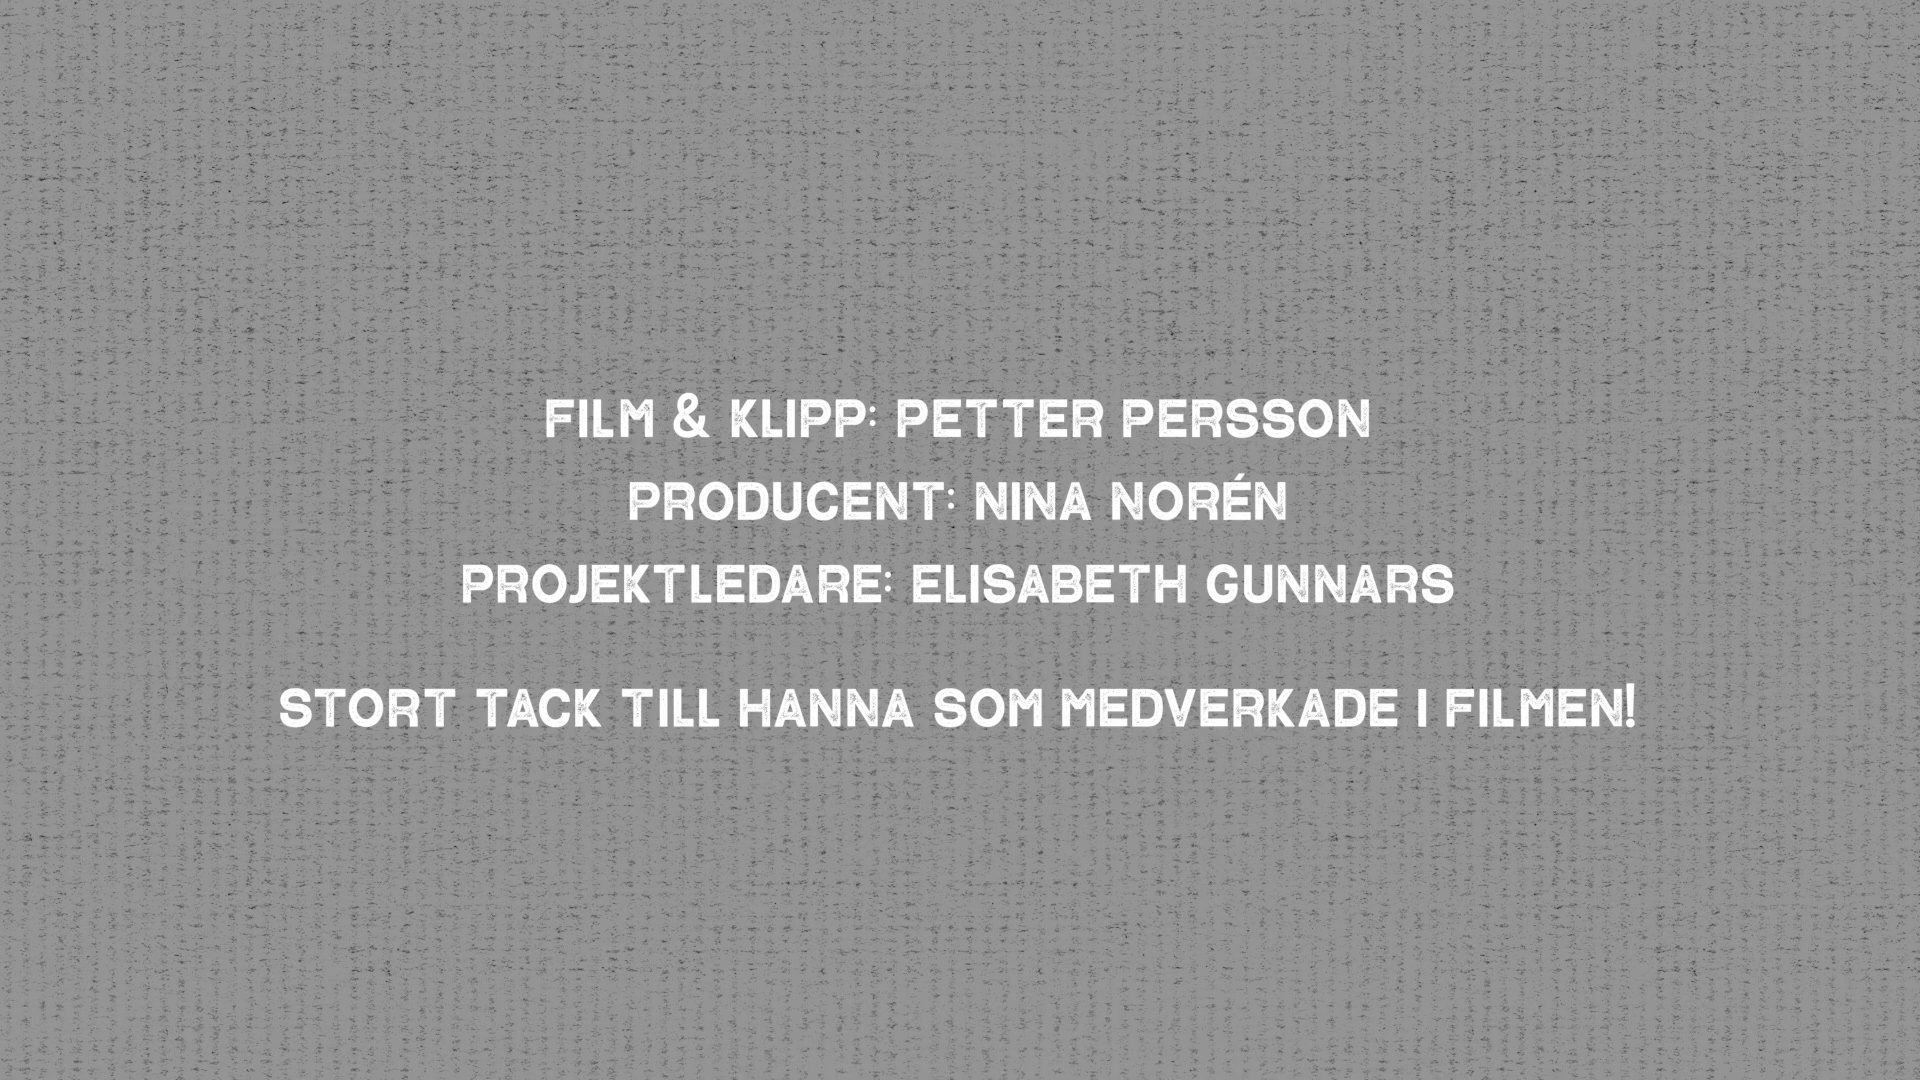 FILM & KLIPP: PETTER PERSSON
PRODUCENT: NINA NORÉN
PROJEKTLEDARE: ELISABETH GUNNARS
STORT TACK TILL HANNA SOM MEDVERKADE I FILMEN!